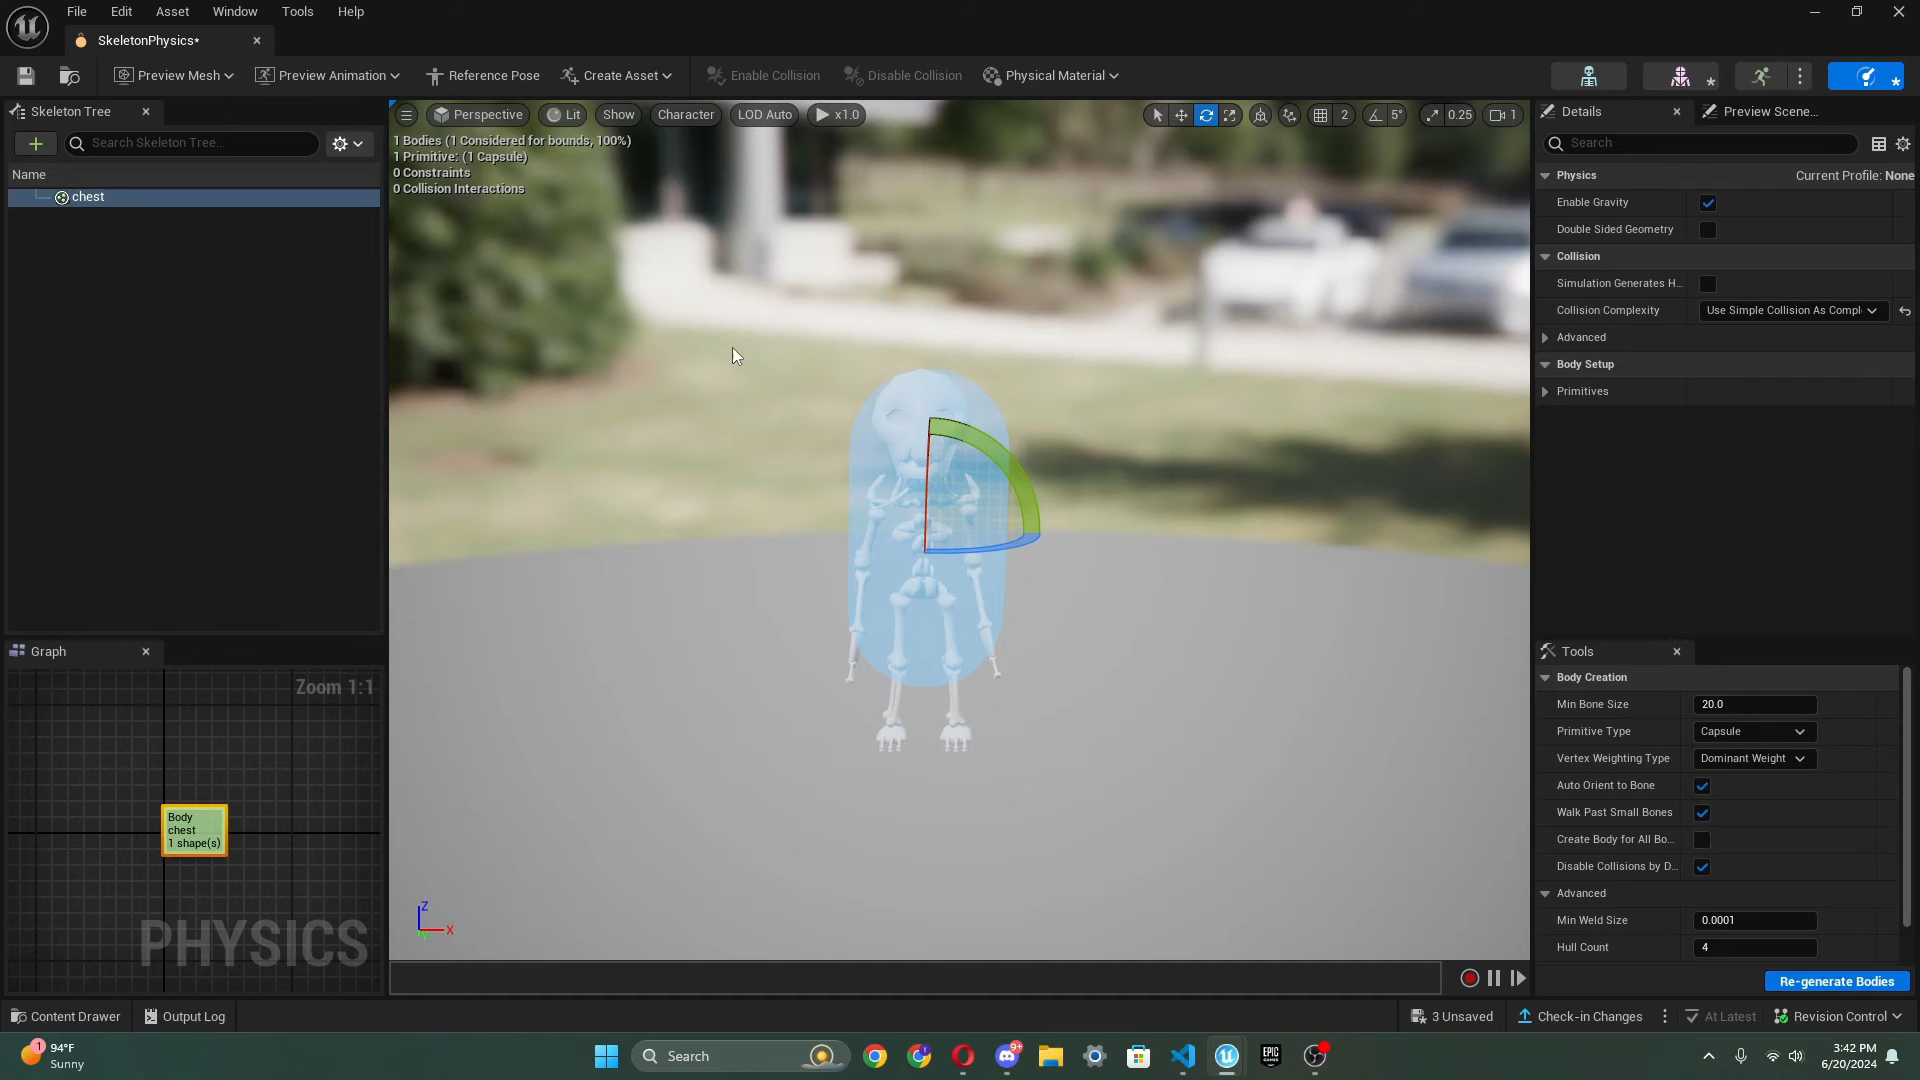 File Edit Asset Window Tools Help
SkeletonPhysics*
Preview Mesh Preview Animation Reference Pose Create Asset Enable Collision Disable Collision Physical Material
Skeleton Tree
Search Skeleton Tree...
Name
chest
Perspective Lit Show Character LOD Auto x1.0 2 5° 0.25 1
1 Bodies (1 Considered for bounds, 100%)
1 Primitive: (1 Capsule)
0 Constraints
0 Collision Interactions
Z
X
Y
Graph
Zoom 1:1
Body
chest
1 shape(s)
PHYSICS
Details Preview Scene...
Search
Physics Current Profile: None
Enable Gravity
Double Sided Geometry
Collision
Simulation Generates H...
Collision Complexity Use Simple Collision As Compl
Advanced
Body Setup
Primitives
Tools
Body Creation
Min Bone Size 20.0
Primitive Type Capsule
Vertex Weighting Type Dominant Weight
Auto Orient to Bone
Walk Past Small Bones
Create Body for All Bo...
Disable Collisions by D...
Advanced
Min Weld Size 0.0001
Hull Count 4
Re-generate Bodies
Content Drawer Output Log 3 Unsaved Check-in Changes At Latest Revision Control
1
94°F
Sunny
Search
9+
EPIC
GAMES
3:42 PM
6/20/2024